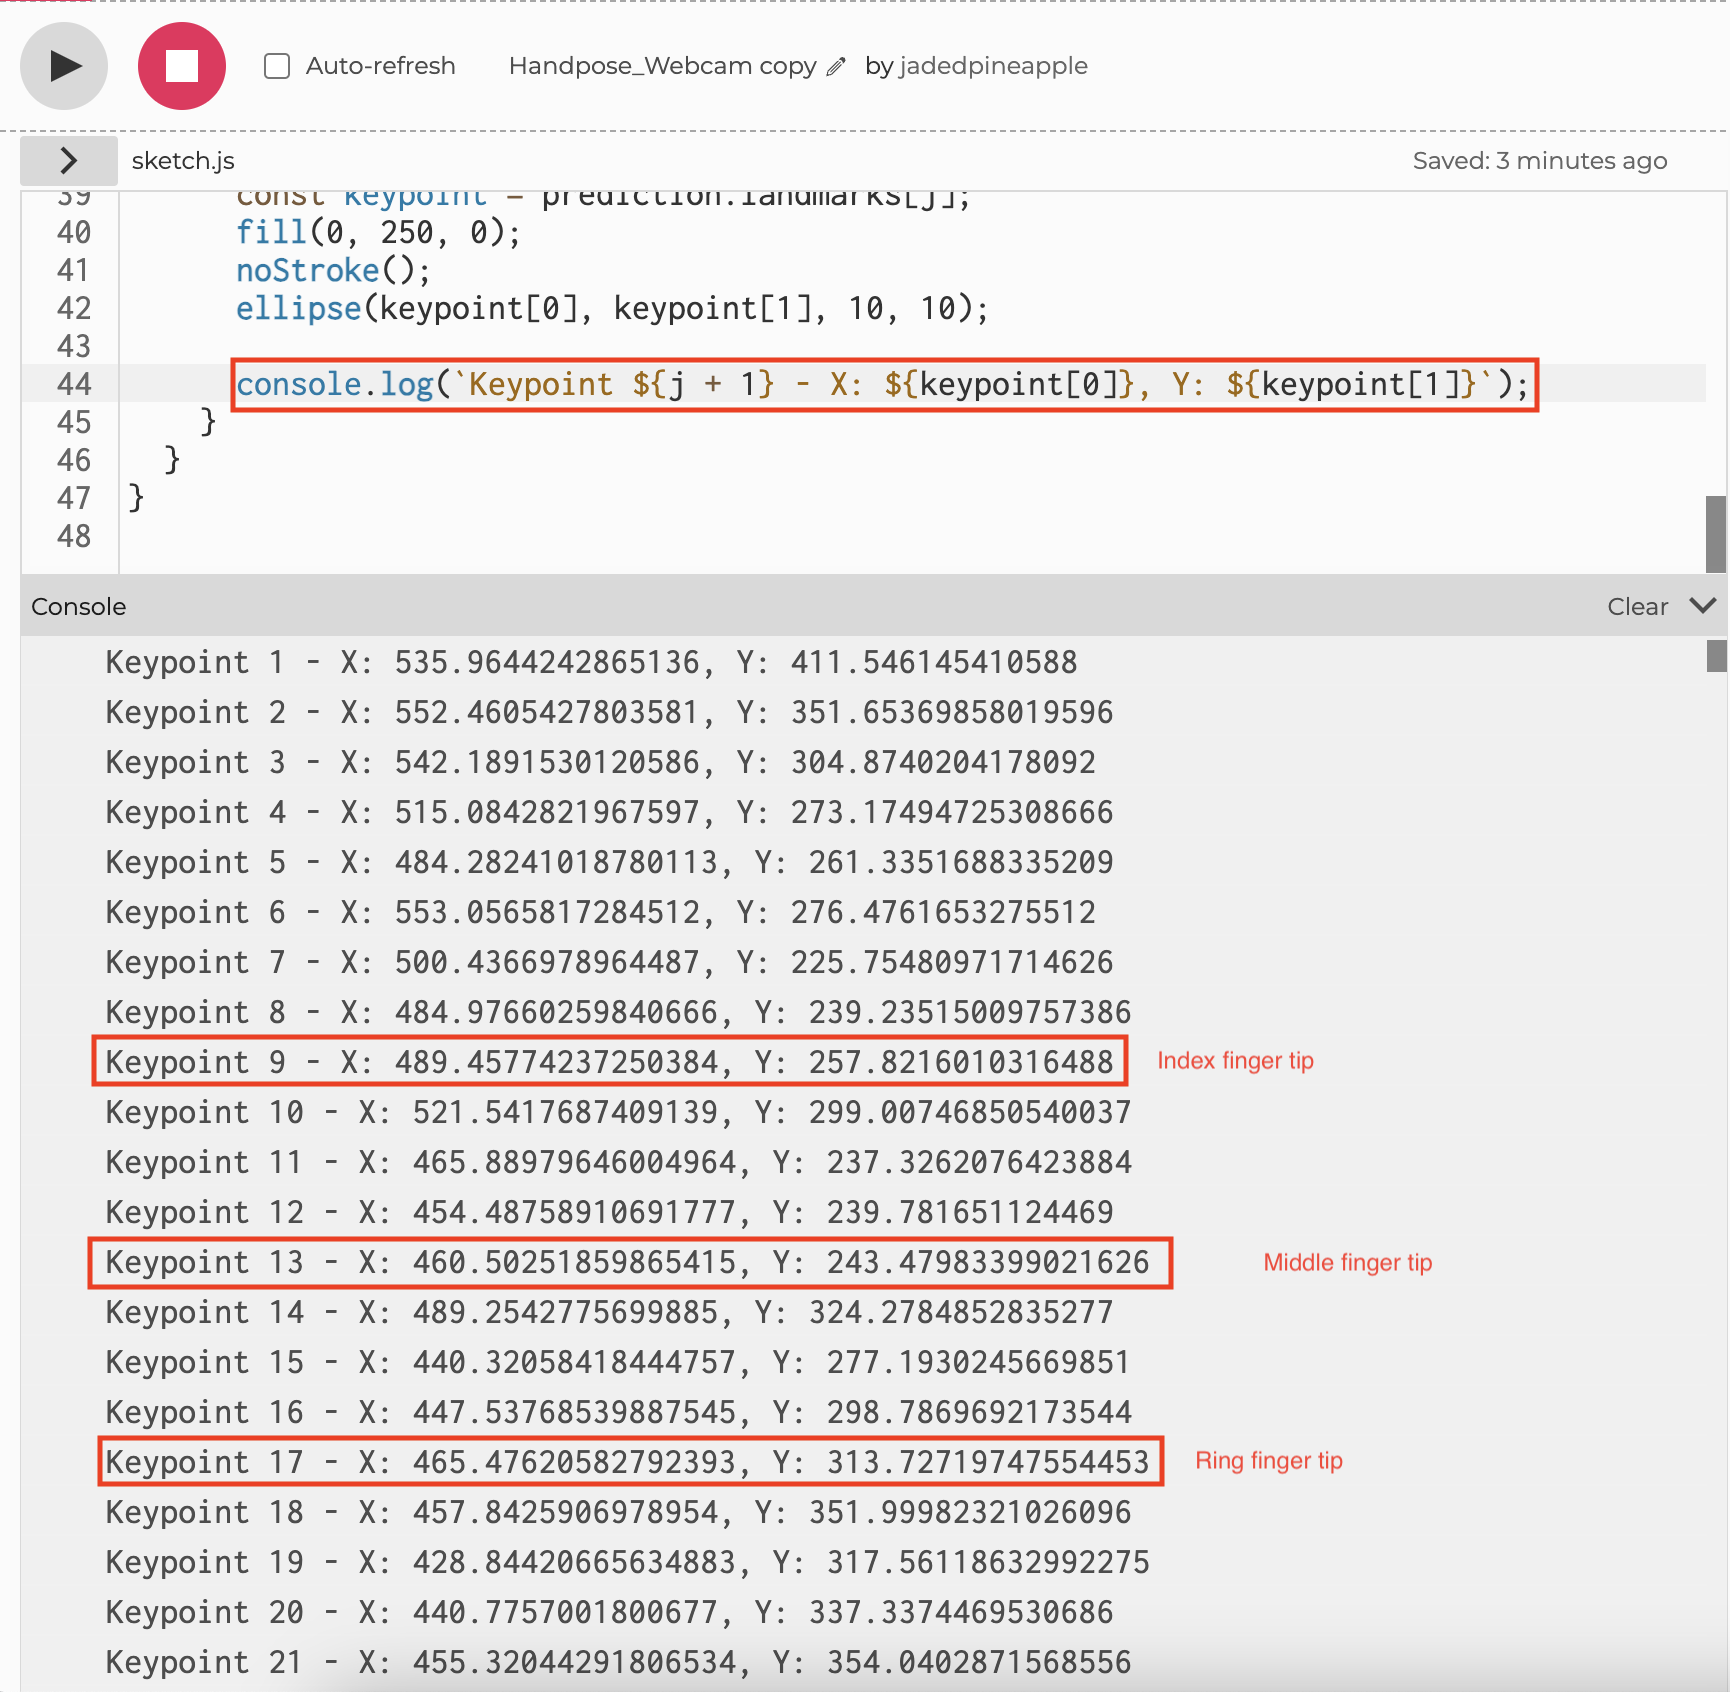 Auto-refresh Handpose_Webcam copy by jadedpineapple
sketch.js Saved: 3 minutes ago
39 const keypoint = prediction.landmarks[j];
40 fill(0, 250, 0);
41 noStroke();
42 ellipse(keypoint[0], keypoint[1], 10, 10);
43
44 console.log(`Keypoint ${j + 1} - X: ${keypoint[0]}, Y: ${keypoint[1]}`);
45 }
46 }
47 }
48
Console Clear
Keypoint 1 - X: 535.9644242865136, Y: 411.546145410588
Keypoint 2 - X: 552.4605427803581, Y: 351.65369858019596
Keypoint 3 - X: 542.1891530120586, Y: 304.8740204178092
Keypoint 4 - X: 515.0842821967597, Y: 273.17494725308666
Keypoint 5 - X: 484.28241018780113, Y: 261.3351688335209
Keypoint 6 - X: 553.0565817284512, Y: 276.4761653275512
Keypoint 7 - X: 500.4366978964487, Y: 225.75480971714626
Keypoint 8 - X: 484.97660259840666, Y: 239.23515009757386
Keypoint 9 - X: 489.45774237250384, Y: 257.8216010316488 Index finger tip
Keypoint 10 - X: 521.5417687409139, Y: 299.00746850540037
Keypoint 11 - X: 465.88979646004964, Y: 237.3262076423884
Keypoint 12 - X: 454.48758910691777, Y: 239.781651124469
Keypoint 13 - X: 460.50251859865415, Y: 243.47983399021626 Middle finger tip
Keypoint 14 - X: 489.2542775699885, Y: 324.2784852835277
Keypoint 15 - X: 440.32058418444757, Y: 277.1930245669851
Keypoint 16 - X: 447.53768539887545, Y: 298.7869692173544
Keypoint 17 - X: 465.47620582792393, Y: 313.72719747554453 Ring finger tip
Keypoint 18 - X: 457.8425906978954, Y: 351.99982321026096
Keypoint 19 - X: 428.84420665634883, Y: 317.56118632992275
Keypoint 20 - X: 440.7757001800677, Y: 337.3374469530686
Keypoint 21 - X: 455.32044291806534, Y: 354.0402871568556